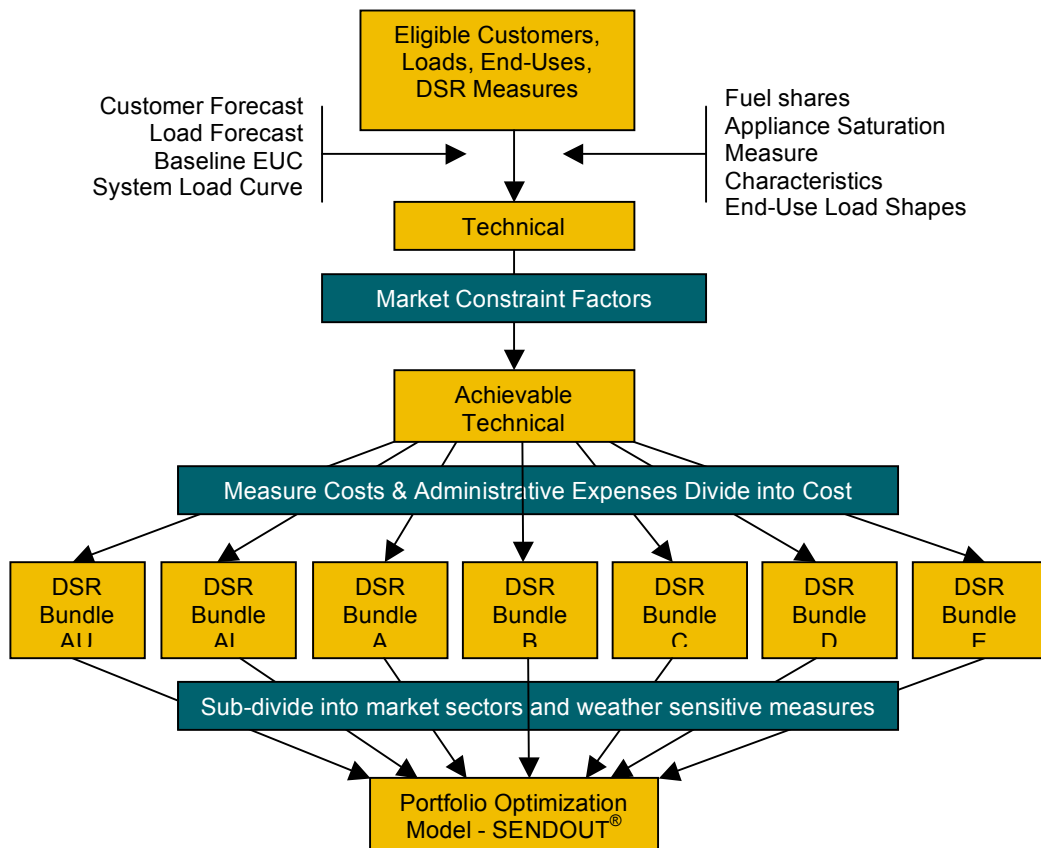 Eligible Customers,
Loads, End-Uses,
DSR Measures
Customer Forecast
Load Forecast
Baseline EUC
System Load Curve
Fuel shares
Appliance Saturation
Measure
Characteristics
End-Use Load Shapes
Technical
Market Constraint Factors
Achievable
Technical
Measure Costs & Administrative Expenses Divide into Cost
DSR
Bundle
AU
DSR
Bundle
DSR
Bundle
A
DSR
Bundle
B
DSR
Bundle
C
DSR
Bundle
D
DSR
Bundle
Sub-divide into market sectors and weather sensitive measures
Portfolio Optimization
Model - SENDOUT®